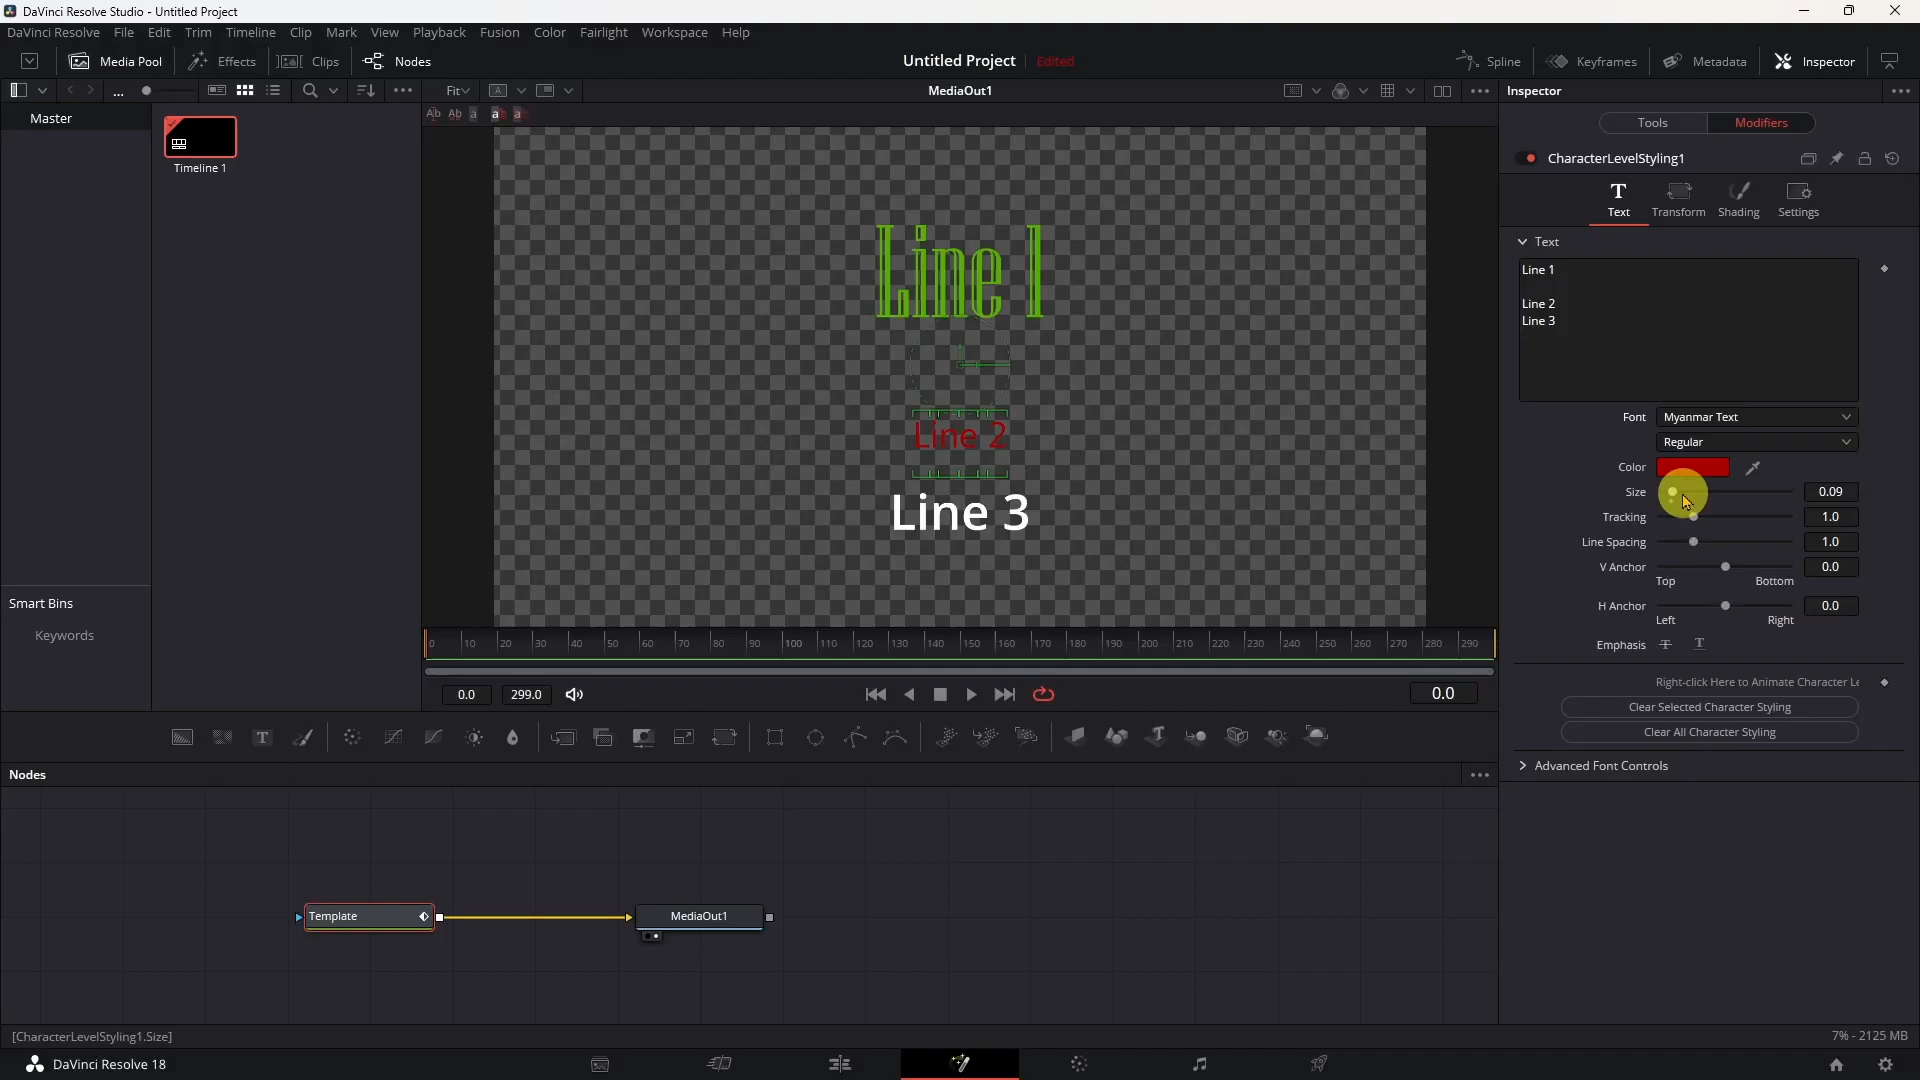 DaVinci Resolve Studio - Untitled Project
DaVinci Resolve File Edit Trim Timeline Clip Mark View Playback Fusion Color Fairlight Workspace Help
Media Pool Effects Clips Nodes Untitled Project Edited Spline Keyframes Metadata Inspector
... Fit A MediaOut1 Inspector
Master
Timeline 1
Line 1
Line 2
Line 3
Tools Modifiers
CharacterLevelStyling1
Text Transform Shading Settings
Text
Line 1
Line 2
Line 3
Font Myanmar Text
Regular
Color
Size 0.09
Tracking 1.0
Line Spacing 1.0
V Anchor 0.0
Top Bottom
H Anchor 0.0
Left Right
Emphasis T T
Right-click Here to Animate Character Le
Clear Selected Character Styling
Clear All Character Styling
Advanced Font Controls
Smart Bins
Keywords
0 10 20 30 40 50 60 70 80 90 100 110 120 130 140 150 160 170 180 190 200 210 220 230 240 250 260 270 280 290
0.0 299.0 0.0
Nodes
Template MediaOut1
[CharacterLevelStyling1.Size] 7% - 2125 MB
DaVinci Resolve 18